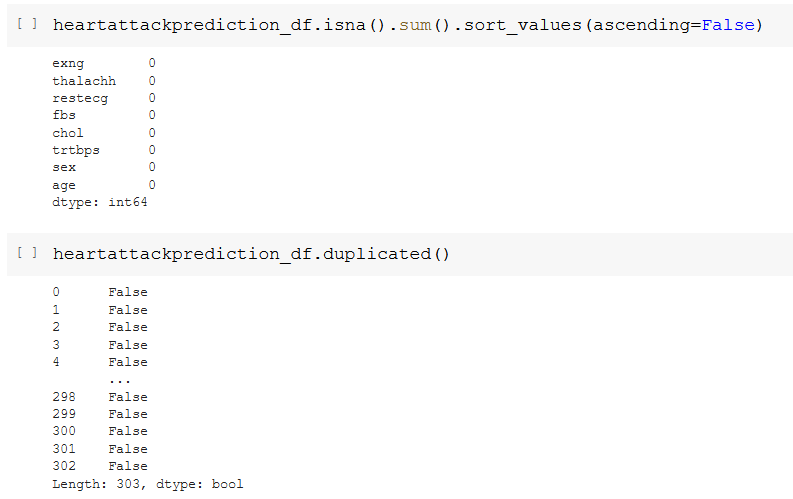 [ ] heartattackprediction_df.isna().sum().sort_values(ascending=False)
exng 0
thalachh 0
restecg 0
fbs 0
chol 0
trtbps 0
sex 0
age 0
dtype: int64
[ ] heartattackprediction_df.duplicated()
0 False
1 False
2 False
3 False
4 False
...
298 False
299 False
300 False
301 False
302 False
Length: 303, dtype: bool